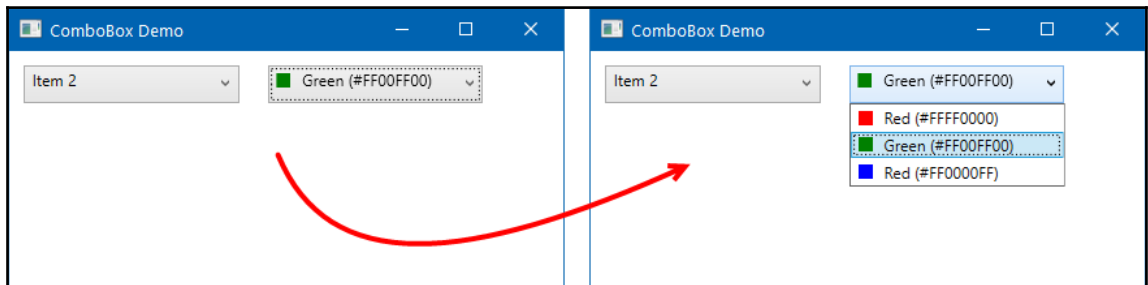 ComboBox Demo
Item 2
Green (#FF00FF00)
ComboBox Demo
Item 2
Green (#FF00FF00)
Red (#FFFF0000)
Green (#FF00FF00)
Red (#FF0000FF)